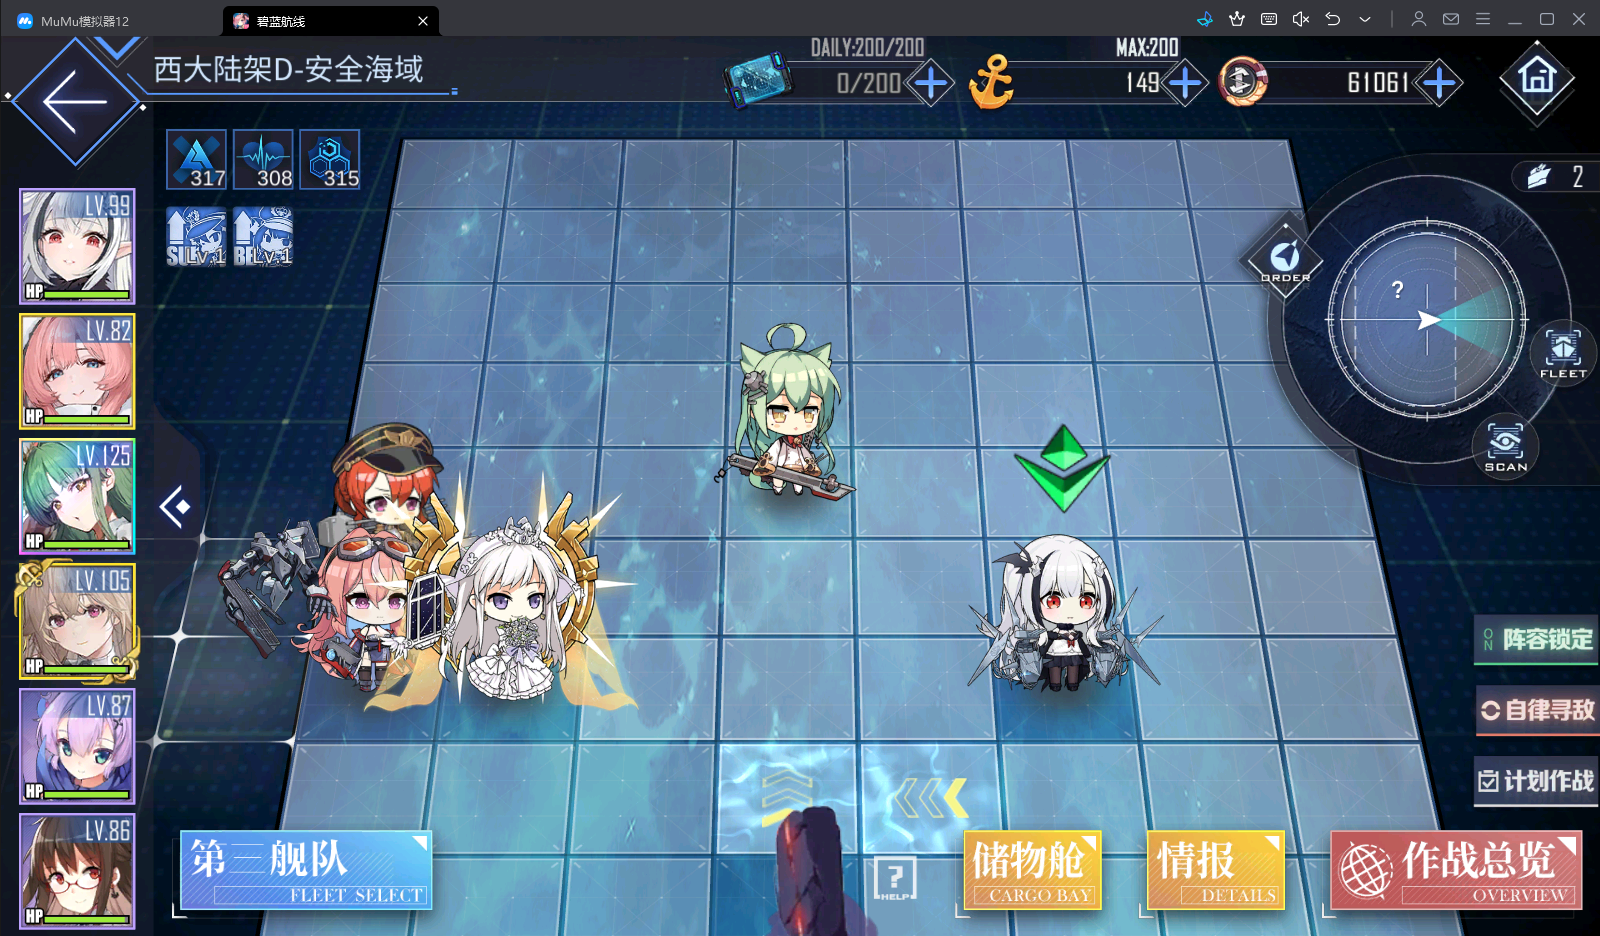 MuMu模拟器12
碧蓝航线
西大陆架D-安全海域
DAILY:200/200
0/200
MAX:200
149
61061
317
308
315
LV.1
LV.1
LV.99
HP
LV.82
HP
LV.125
HP
LV.105
HP
LV.87
HP
LV.86
HP
2
ORDER
?
FLEET
SCAN
ON
阵容锁定
自律寻敌
计划作战
第三舰队
FLEET SELECT
?
HELP
储物舱
CARGO BAY
情报
DETAILS
作战总览
OVERVIEW